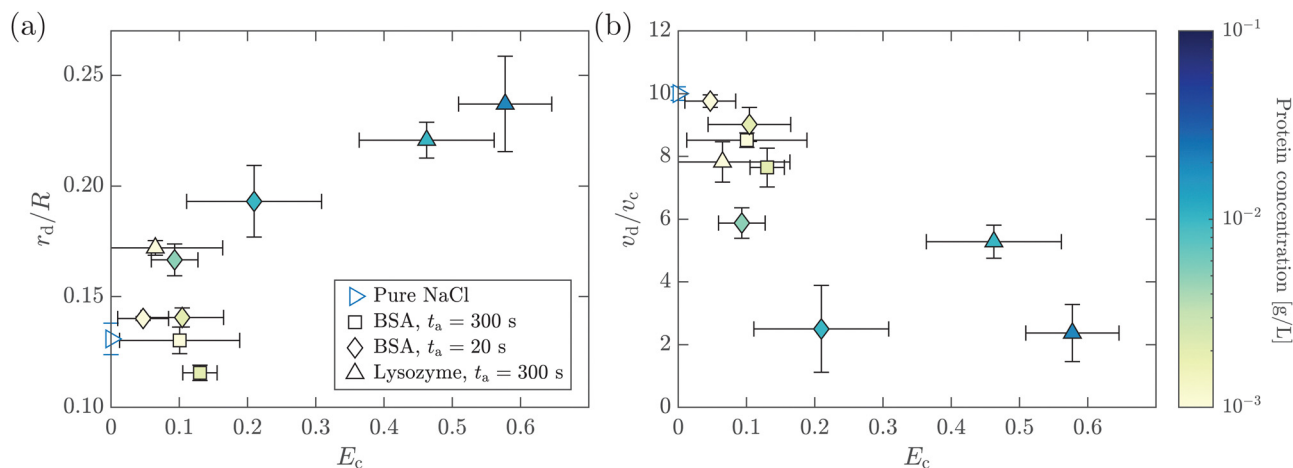 (a)
r_d/R
0.25
0.20
0.15
0.10
0
0.1
0.2
0.3
0.4
0.5
0.6
E_c
Pure NaCl
BSA, t_a = 300 s
BSA, t_a = 20 s
Lysozyme, t_a = 300 s
(b)
v_d/v_c
12
10
8
6
4
2
0
0
0.1
0.2
0.3
0.4
0.5
0.6
E_c
10^{-1}
10^{-2}
10^{-3}
Protein concentration [g/L]